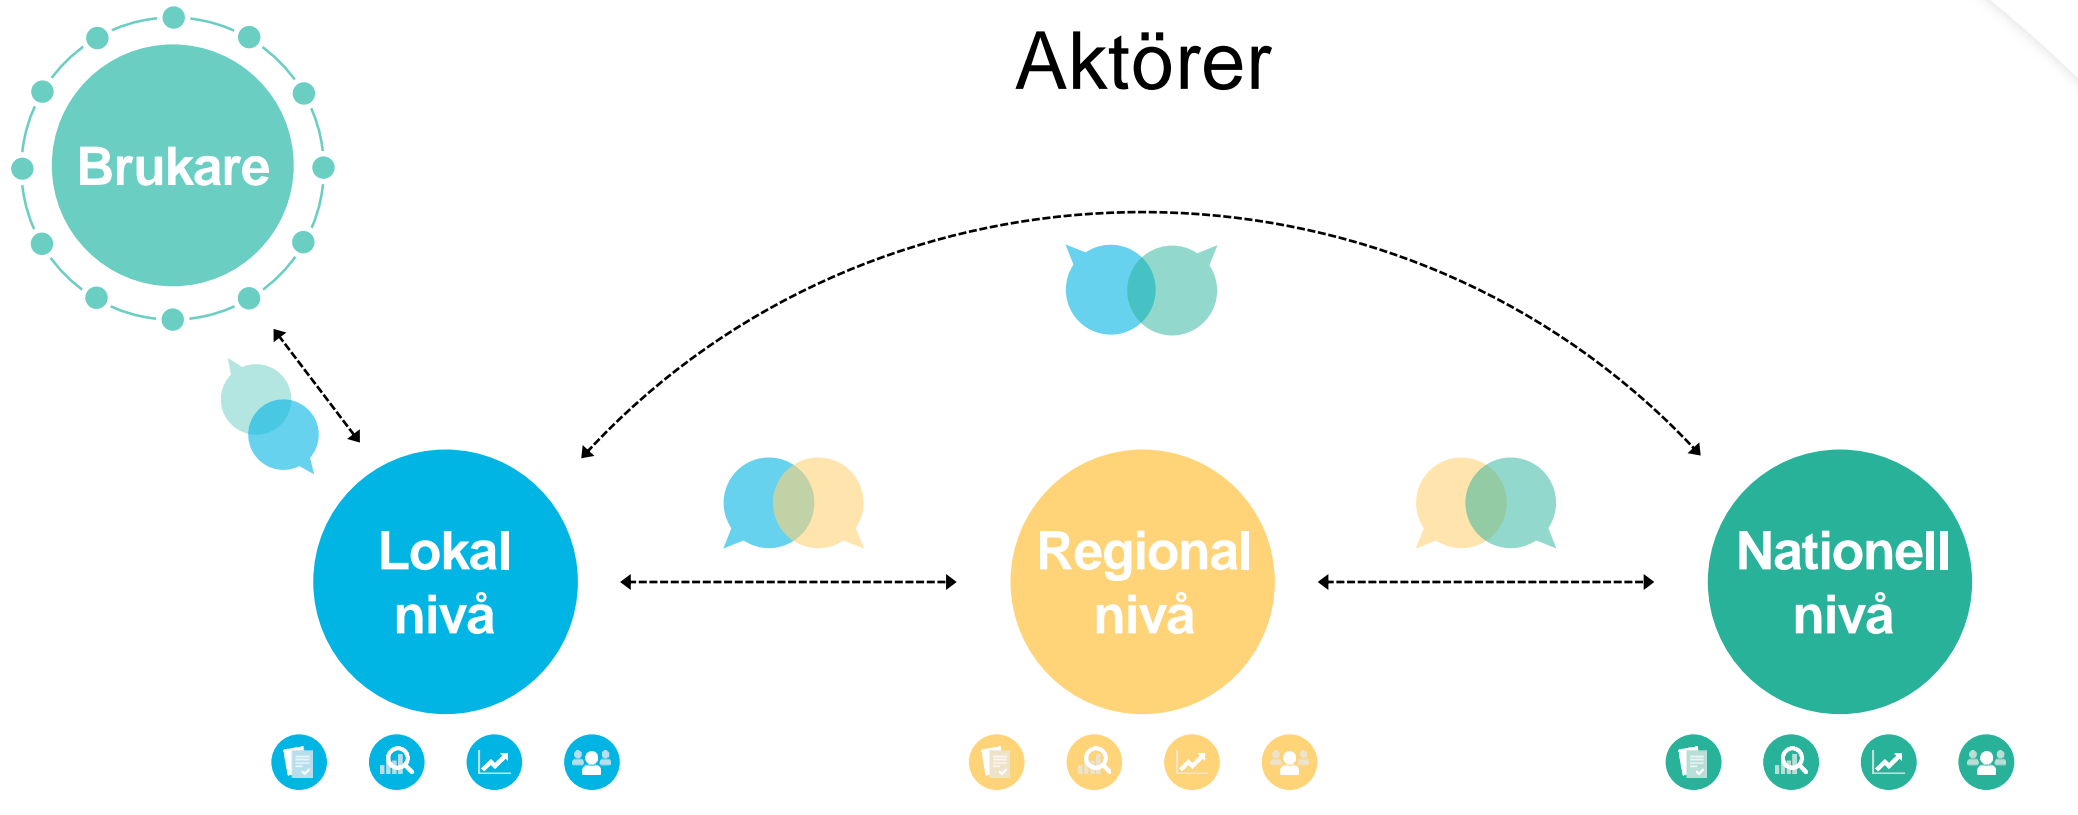 Aktörer
Brukare
Lokal
nivå
Regional
nivå
Nationell
nivå